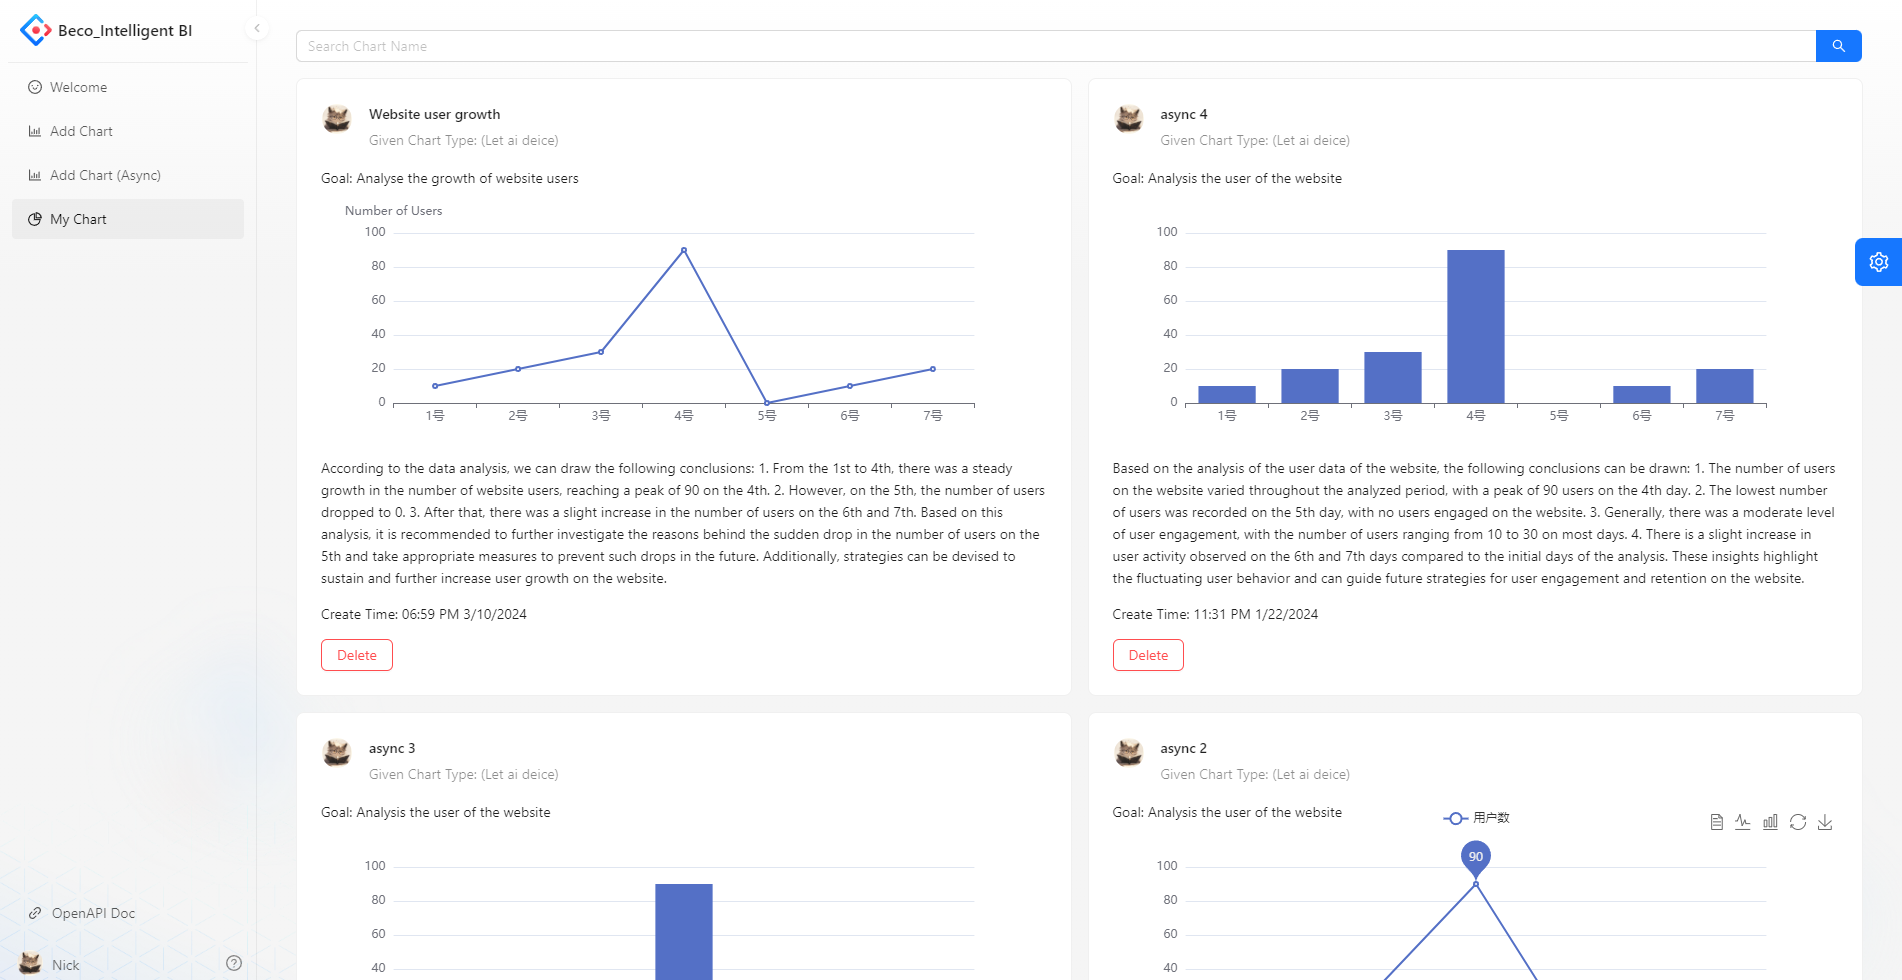 Beco_Intelligent BI
Welcome
Add Chart
Add Chart (Async)
My Chart
OpenAPI Doc
Nick
Search Chart Name
Website user growth
Given Chart Type: (Let ai deice)
Goal: Analyse the growth of website users
Number of Users
100
80
60
40
20
0
1号 2号 3号 4号 5号 6号 7号
According to the data analysis, we can draw the following conclusions: 1. From the 1st to 4th, there was a steady
growth in the number of website users, reaching a peak of 90 on the 4th. 2. However, on the 5th, the number of users
dropped to 0. 3. After that, there was a slight increase in the number of users on the 6th and 7th. Based on this
analysis, it is recommended to further investigate the reasons behind the sudden drop in the number of users on the
5th and take appropriate measures to prevent such drops in the future. Additionally, strategies can be devised to
sustain and further increase user growth on the website.
Create Time: 06:59 PM 3/10/2024
Delete
async 4
Given Chart Type: (Let ai deice)
Goal: Analysis the user of the website
100
80
60
40
20
0
1号 2号 3号 4号 5号 6号 7号
Based on the analysis of the user data of the website, the following conclusions can be drawn: 1. The number of users
on the website varied throughout the analyzed period, with a peak of 90 users on the 4th day. 2. The lowest number
of users was recorded on the 5th day, with no users engaged on the website. 3. Generally, there was a moderate level
of user engagement, with the number of users ranging from 10 to 30 on most days. 4. There is a slight increase in
user activity observed on the 6th and 7th days compared to the initial days of the analysis. These insights highlight
the fluctuating user behavior and can guide future strategies for user engagement and retention on the website.
Create Time: 11:31 PM 1/22/2024
Delete
async 3
Given Chart Type: (Let ai deice)
Goal: Analysis the user of the website
100
80
60
40
async 2
Given Chart Type: (Let ai deice)
Goal: Analysis the user of the website
用户数
90
100
80
60
40